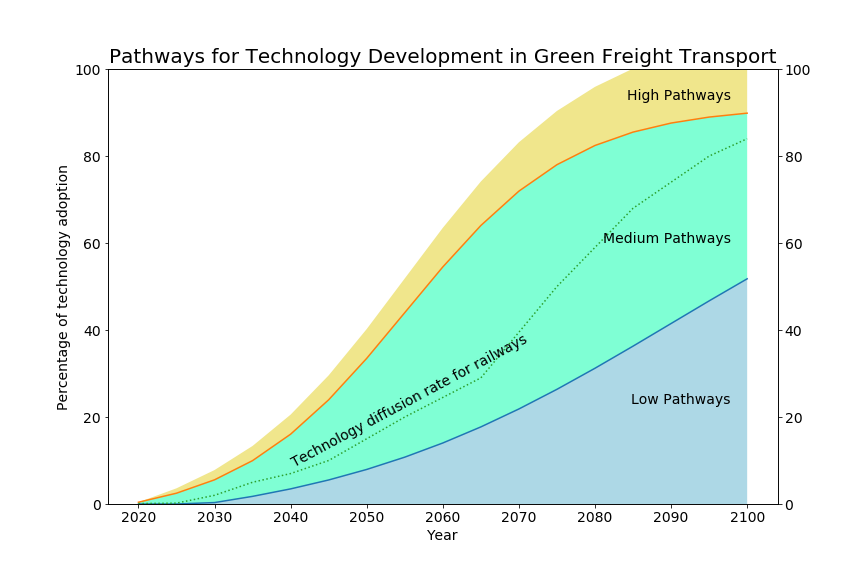 Pathways for Technology Development in Green Freight Transport
100 100
High Pathways
80 80
Percentage of technology adoption
60 Medium Pathways 60
40 40
Technology diffusion rate for railways
Low Pathways
20 20
0 0
2020 2030 2040 2050 2060 2070 2080 2090 2100
Year